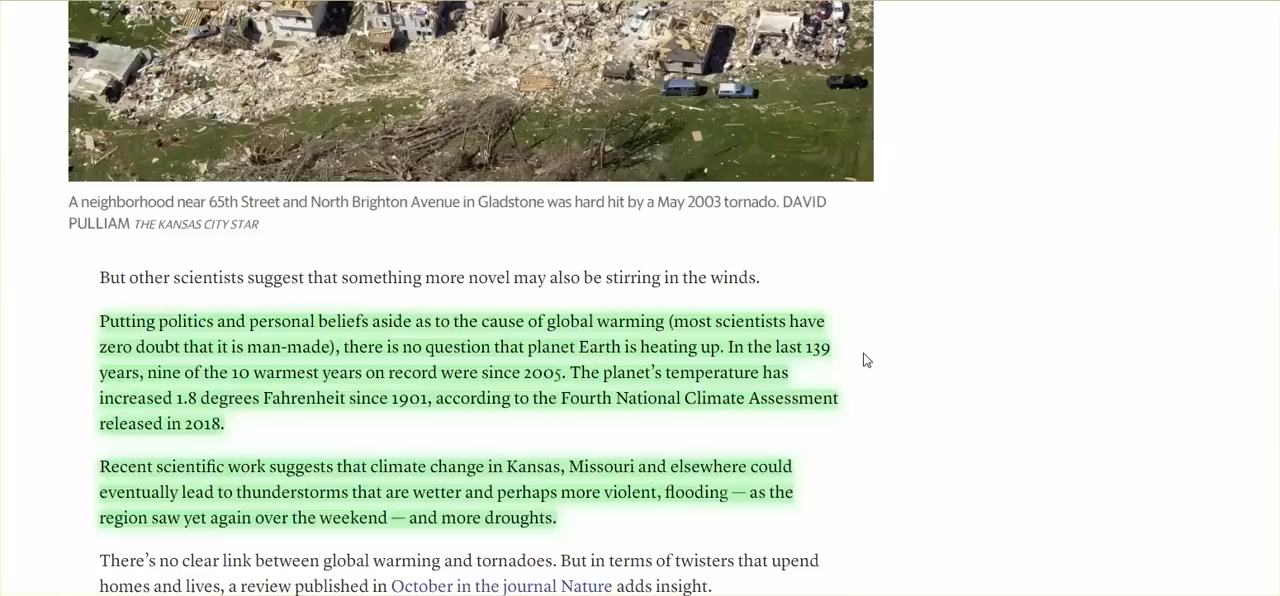 A neighborhood near 65th Street and North Brighton Avenue in Gladstone was hard hit by a May 2003 tornado. DAVID
PULLIAM THE KANSAS CITY STAR
But other scientists suggest that something more novel may also be stirring in the winds.
Putting politics and personal beliefs aside as to the cause of global warming (most scientists have
zero doubt that it is man-made), there is no question that planet Earth is heating up. In the last 139
years, nine of the 10 warmest years on record were since 2005. The planet’s temperature has
increased 1.8 degrees Fahrenheit since 1901, according to the Fourth National Climate Assessment
released in 2018.
Recent scientific work suggests that climate change in Kansas, Missouri and elsewhere could
eventually lead to thunderstorms that are wetter and perhaps more violent, flooding — as the
region saw yet again over the weekend — and more droughts.
There’s no clear link between global warming and tornadoes. But in terms of twisters that upend
homes and lives, a review published in October in the journal Nature adds insight.